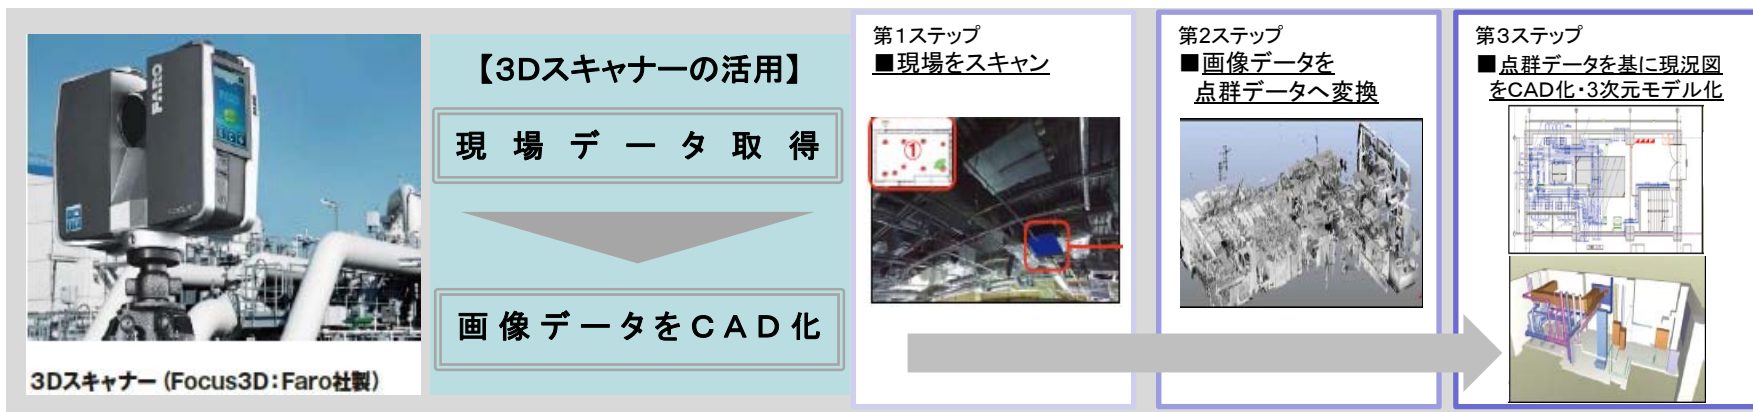 FARO
3Dスキャナー (Focus3D:Faro社製)
【3Dスキャナーの活用】
現場データ取得
画像データをCAD化
第1ステップ
■現場をスキャン
①
第2ステップ
■画像データを
点群データへ変換
第3ステップ
■点群データを基に現況図
をCAD化・3次元モデル化